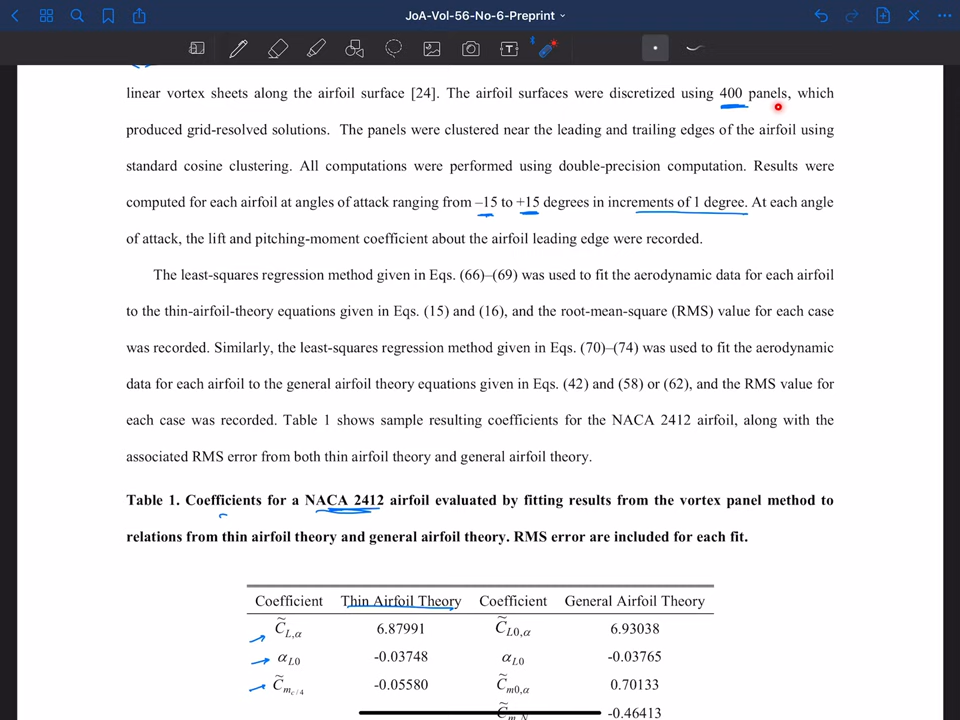 JoA-Vol-56-No-6-Preprint
linear vortex sheets along the airfoil surface [24]. The airfoil surfaces were discretized using 400 panels, which
produced grid-resolved solutions. The panels were clustered near the leading and trailing edges of the airfoil using
standard cosine clustering. All computations were performed using double-precision computation. Results were
computed for each airfoil at angles of attack ranging from –15 to +15 degrees in increments of 1 degree. At each angle
of attack, the lift and pitching-moment coefficient about the airfoil leading edge were recorded.
The least-squares regression method given in Eqs. (66)–(69) was used to fit the aerodynamic data for each airfoil
to the thin-airfoil-theory equations given in Eqs. (15) and (16), and the root-mean-square (RMS) value for each case
was recorded. Similarly, the least-squares regression method given in Eqs. (70)–(74) was used to fit the aerodynamic
data for each airfoil to the general airfoil theory equations given in Eqs. (42) and (58) or (62), and the RMS value for
each case was recorded. Table 1 shows sample resulting coefficients for the NACA 2412 airfoil, along with the
associated RMS error from both thin airfoil theory and general airfoil theory.
Table 1. Coefficients for a NACA 2412 airfoil evaluated by fitting results from the vortex panel method to
relations from thin airfoil theory and general airfoil theory. RMS error are included for each fit.
Coefficient Thin Airfoil Theory Coefficient General Airfoil Theory
C̃L,α 6.87991 C̃L0,α 6.93038
αL0 -0.03748 αL0 -0.03765
C̃mc/4 -0.05580 C̃m0,α 0.70133
C̃m,N -0.46413